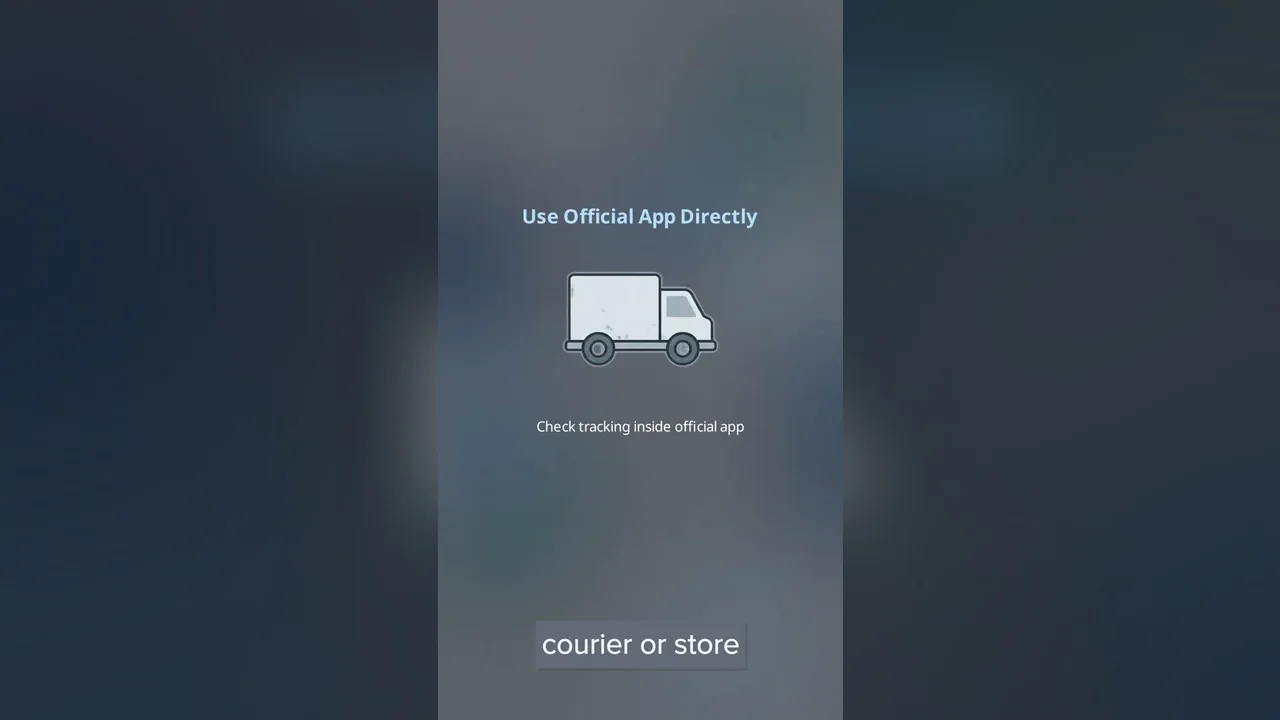 Use Official App Directly
Check tracking inside official app
courier or store